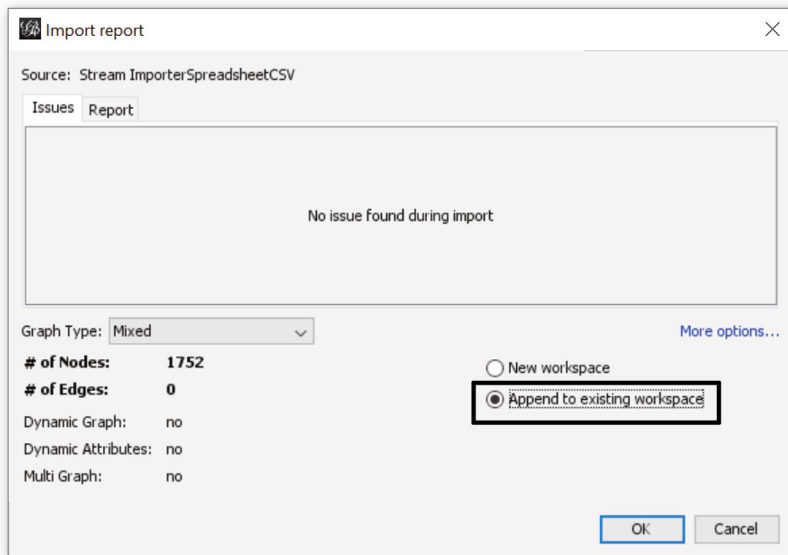 Import report
Source: Stream ImporterSpreadsheetCSV
Issues Report
No issue found during import
Graph Type: Mixed
More options...
# of Nodes: 1752
New workspace
# of Edges: 0
Append to existing workspace
Dynamic Graph: no
Dynamic Attributes: no
Multi Graph: no
OK Cancel